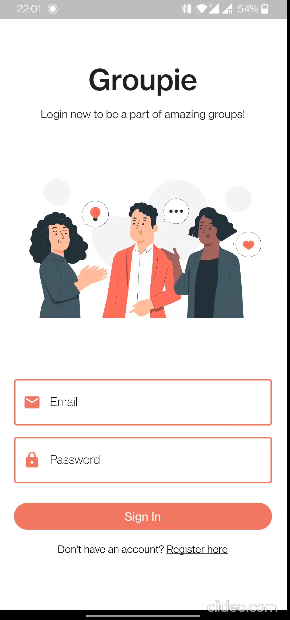 22:01 54%
Groupie
Login now to be a part of amazing groups!
Email
Password
Sign In
Don't have an account? Register here
clideo.com